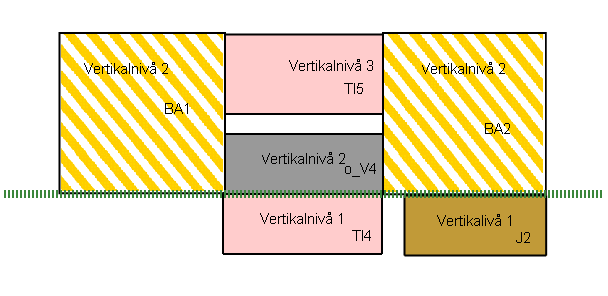 Vertikalnivå 2
BA1
Vertikalnivå 3
TI5
Vertikalnivå 2
o_V4
Vertikalnivå 2
BA2
Vertikalnivå 1
TI4
Vertikalivå 1
J2